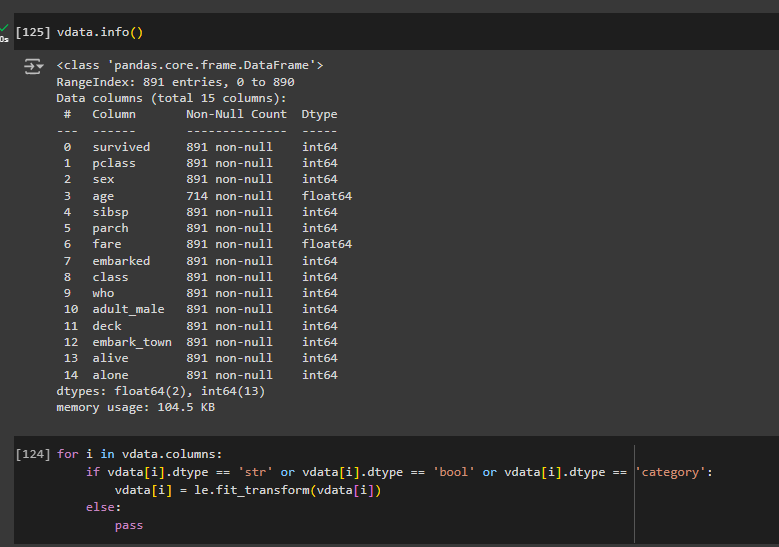 [125] vdata.info()
0s
<class 'pandas.core.frame.DataFrame'>
RangeIndex: 891 entries, 0 to 890
Data columns (total 15 columns):
 #   Column       Non-Null Count  Dtype
---  ------       --------------  -----
 0   survived     891 non-null    int64
 1   pclass       891 non-null    int64
 2   sex          891 non-null    int64
 3   age          714 non-null    float64
 4   sibsp        891 non-null    int64
 5   parch        891 non-null    int64
 6   fare         891 non-null    float64
 7   embarked     891 non-null    int64
 8   class        891 non-null    int64
 9   who          891 non-null    int64
 10  adult_male   891 non-null    int64
 11  deck         891 non-null    int64
 12  embark_town  891 non-null    int64
 13  alive        891 non-null    int64
 14  alone        891 non-null    int64
dtypes: float64(2), int64(13)
memory usage: 104.5 KB
[124] for i in vdata.columns:
    if vdata[i].dtype == 'str' or vdata[i].dtype == 'bool' or vdata[i].dtype == 'category':
        vdata[i] = le.fit_transform(vdata[i])
    else:
        pass